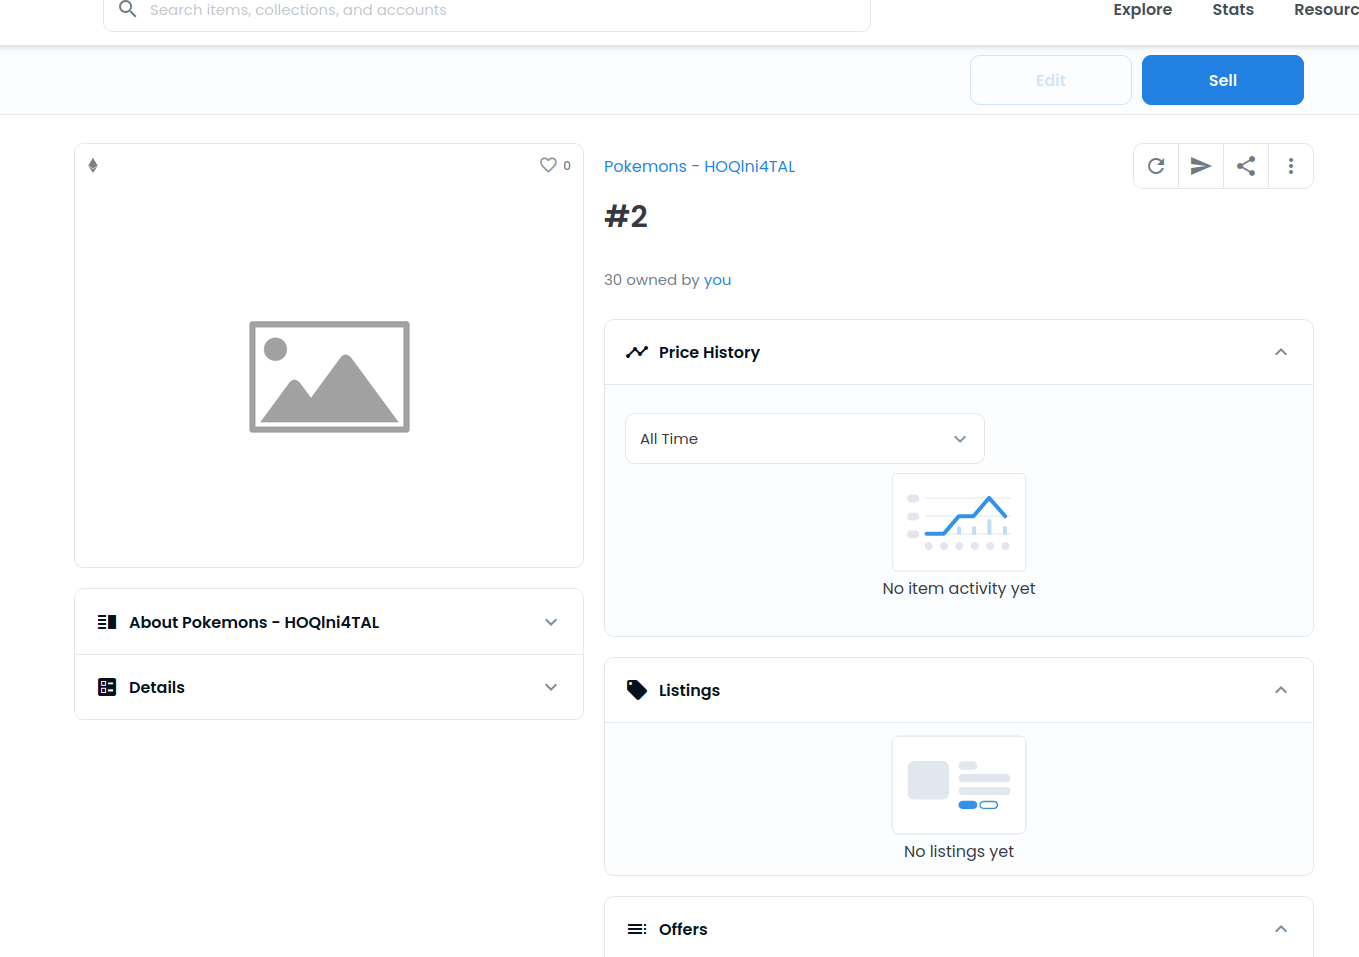 Search items, collections, and accounts
Explore
Stats
Resourc
Edit
Sell
0
Pokemons - HOQlni4TAL
#2
30 owned by you
Price History
All Time
No item activity yet
About Pokemons - HOQlni4TAL
Details
Listings
No listings yet
Offers